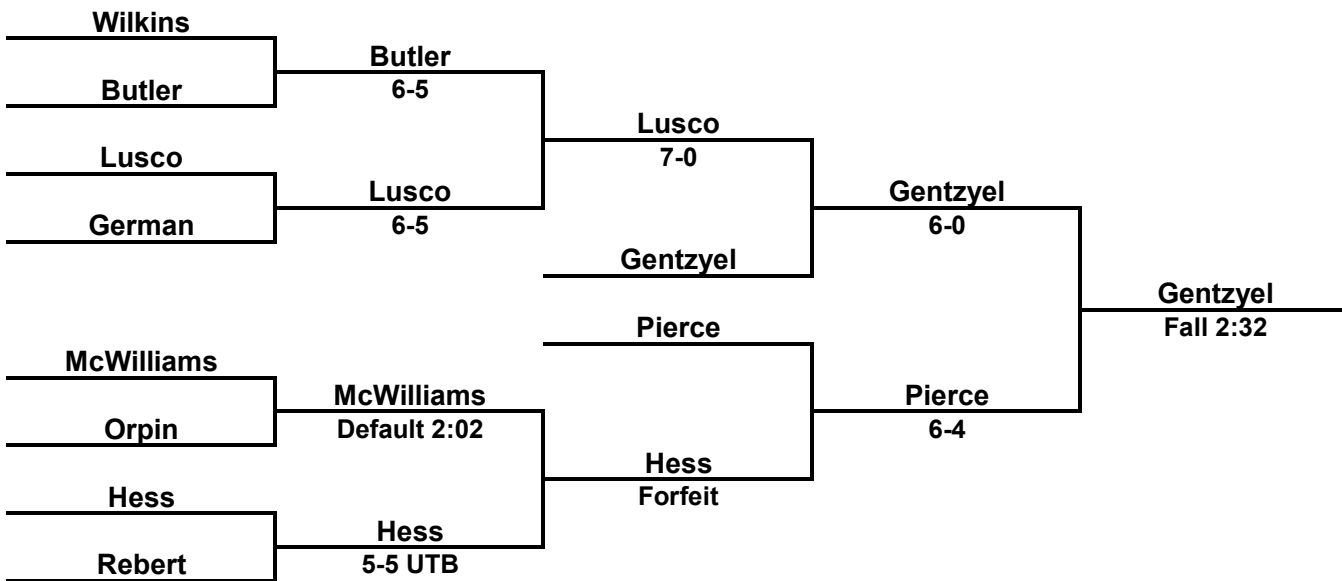 Wilkins
Butler
Butler
6-5
Lusco
Lusco
7-0
Lusco
6-5
Gentzyel
6-0
German
Gentzyel
Gentzyel
Fall 2:32
Pierce
McWilliams
McWilliams
Default 2:02
Pierce
6-4
Orpin
Hess
Forfeit
Hess
Hess
5-5 UTB
Rebert